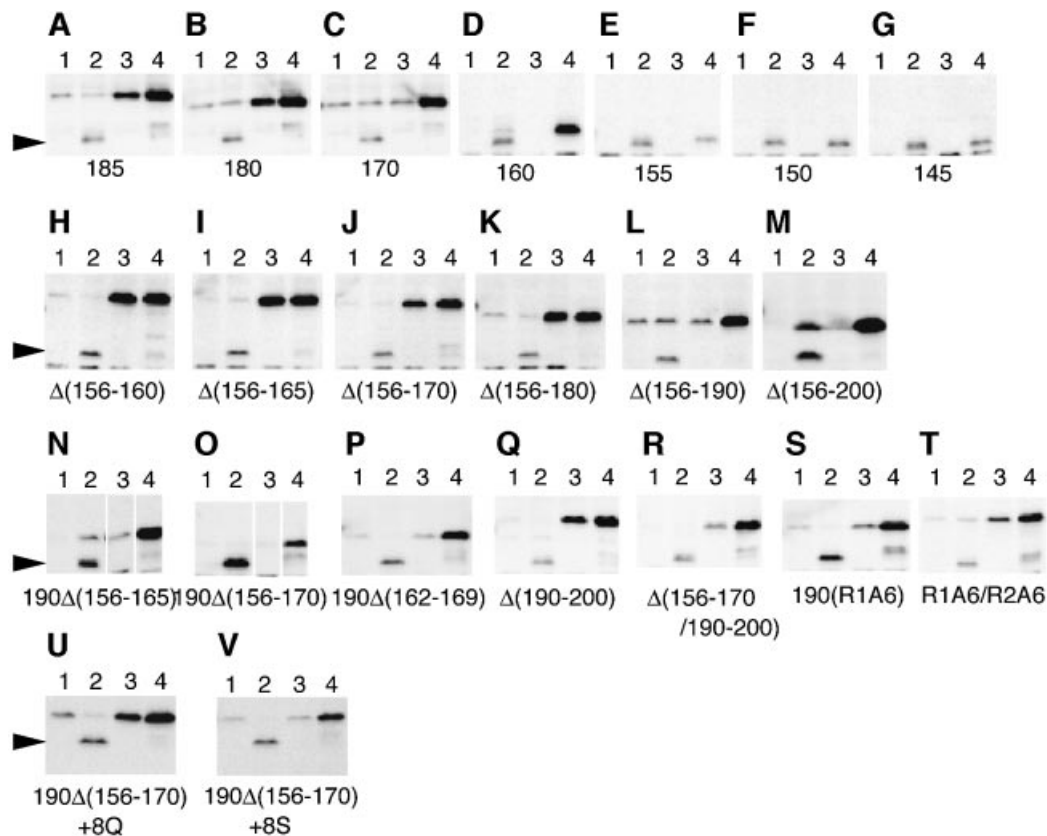 A B C D E F G
1 2 3 4 1 2 3 4 1 2 3 4 1 2 3 4 1 2 3 4 1 2 3 4 1 2 3 4
185 180 170 160 155 150 145
H I J K L M
1 2 3 4 1 2 3 4 1 2 3 4 1 2 3 4 1 2 3 4 1 2 3 4
Δ(156-160) Δ(156-165) Δ(156-170) Δ(156-180) Δ(156-190) Δ(156-200)
N O P Q R S T
1 2 3 4 1 2 3 4 1 2 3 4 1 2 3 4 1 2 3 4 1 2 3 4 1 2 3 4
190Δ(156-165) 190Δ(156-170) 190Δ(162-169) Δ(190-200) Δ(156-170 190(R1A6) R1A6/R2A6
/190-200)
U V
1 2 3 4 1 2 3 4
190Δ(156-170) 190Δ(156-170)
+8Q +8S